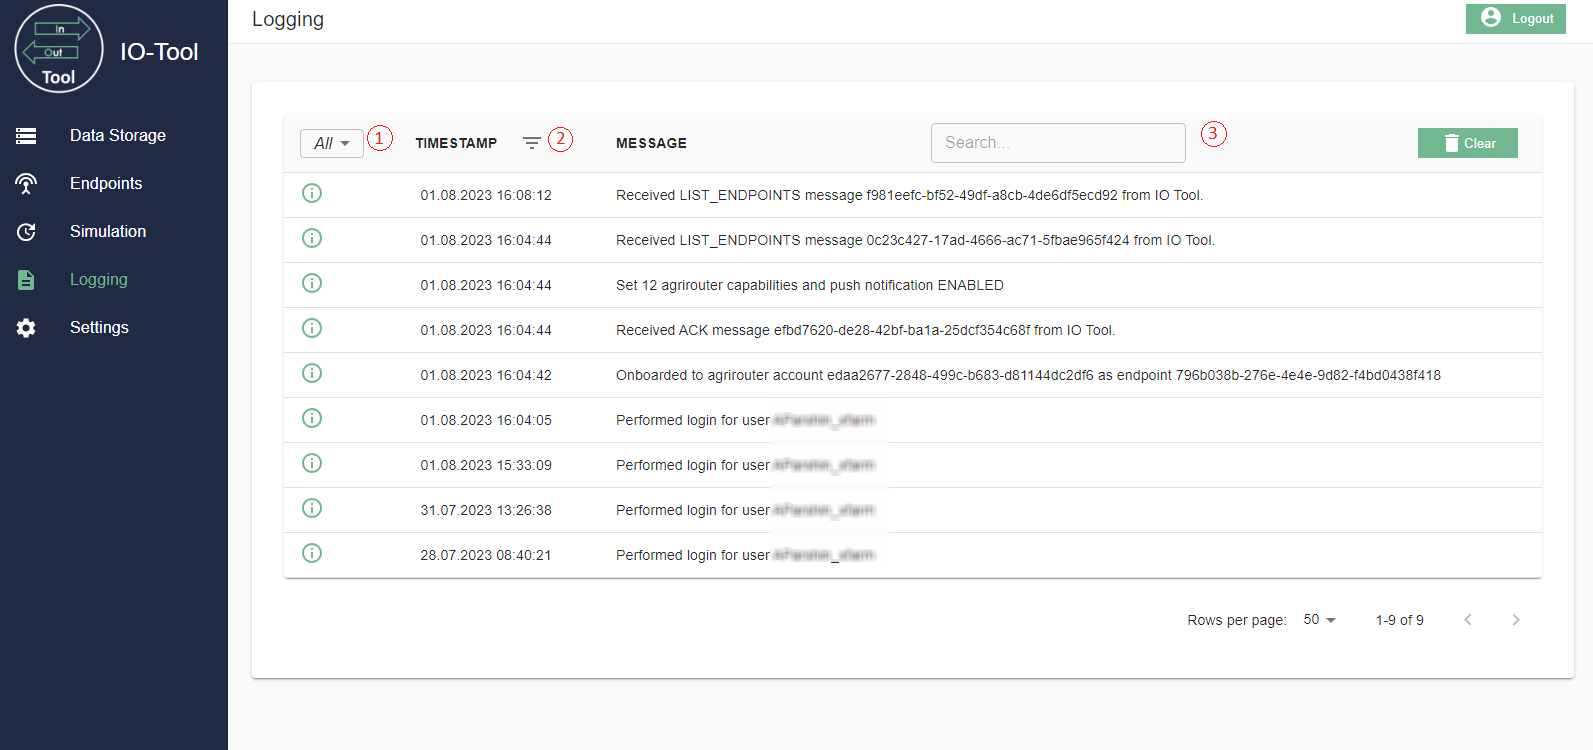 In
Out
Tool
IO-Tool
Data Storage
Endpoints
Simulation
Logging
Settings
Logging
Logout
All
1
TIMESTAMP
2
MESSAGE
Search...
3
Clear
01.08.2023 16:08:12 Received LIST_ENDPOINTS message f981eefc-bf52-49df-a8cb-4de6df5ecd92 from IO Tool.
01.08.2023 16:04:44 Received LIST_ENDPOINTS message 0c23c427-17ad-4666-ac71-5fbae965f424 from IO Tool.
01.08.2023 16:04:44 Set 12 agrirouter capabilities and push notification ENABLED
01.08.2023 16:04:44 Received ACK message efbd7620-de28-42bf-ba1a-25dcf354c68f from IO Tool.
01.08.2023 16:04:42 Onboarded to agrirouter account edaa2677-2848-499c-b683-d81144dc2df6 as endpoint 796b038b-276e-4e4e-9d82-f4bd0438f418
01.08.2023 16:04:05 Performed login for user
01.08.2023 15:33:09 Performed login for user
31.07.2023 13:26:38 Performed login for user
28.07.2023 08:40:21 Performed login for user
Rows per page: 50 1-9 of 9